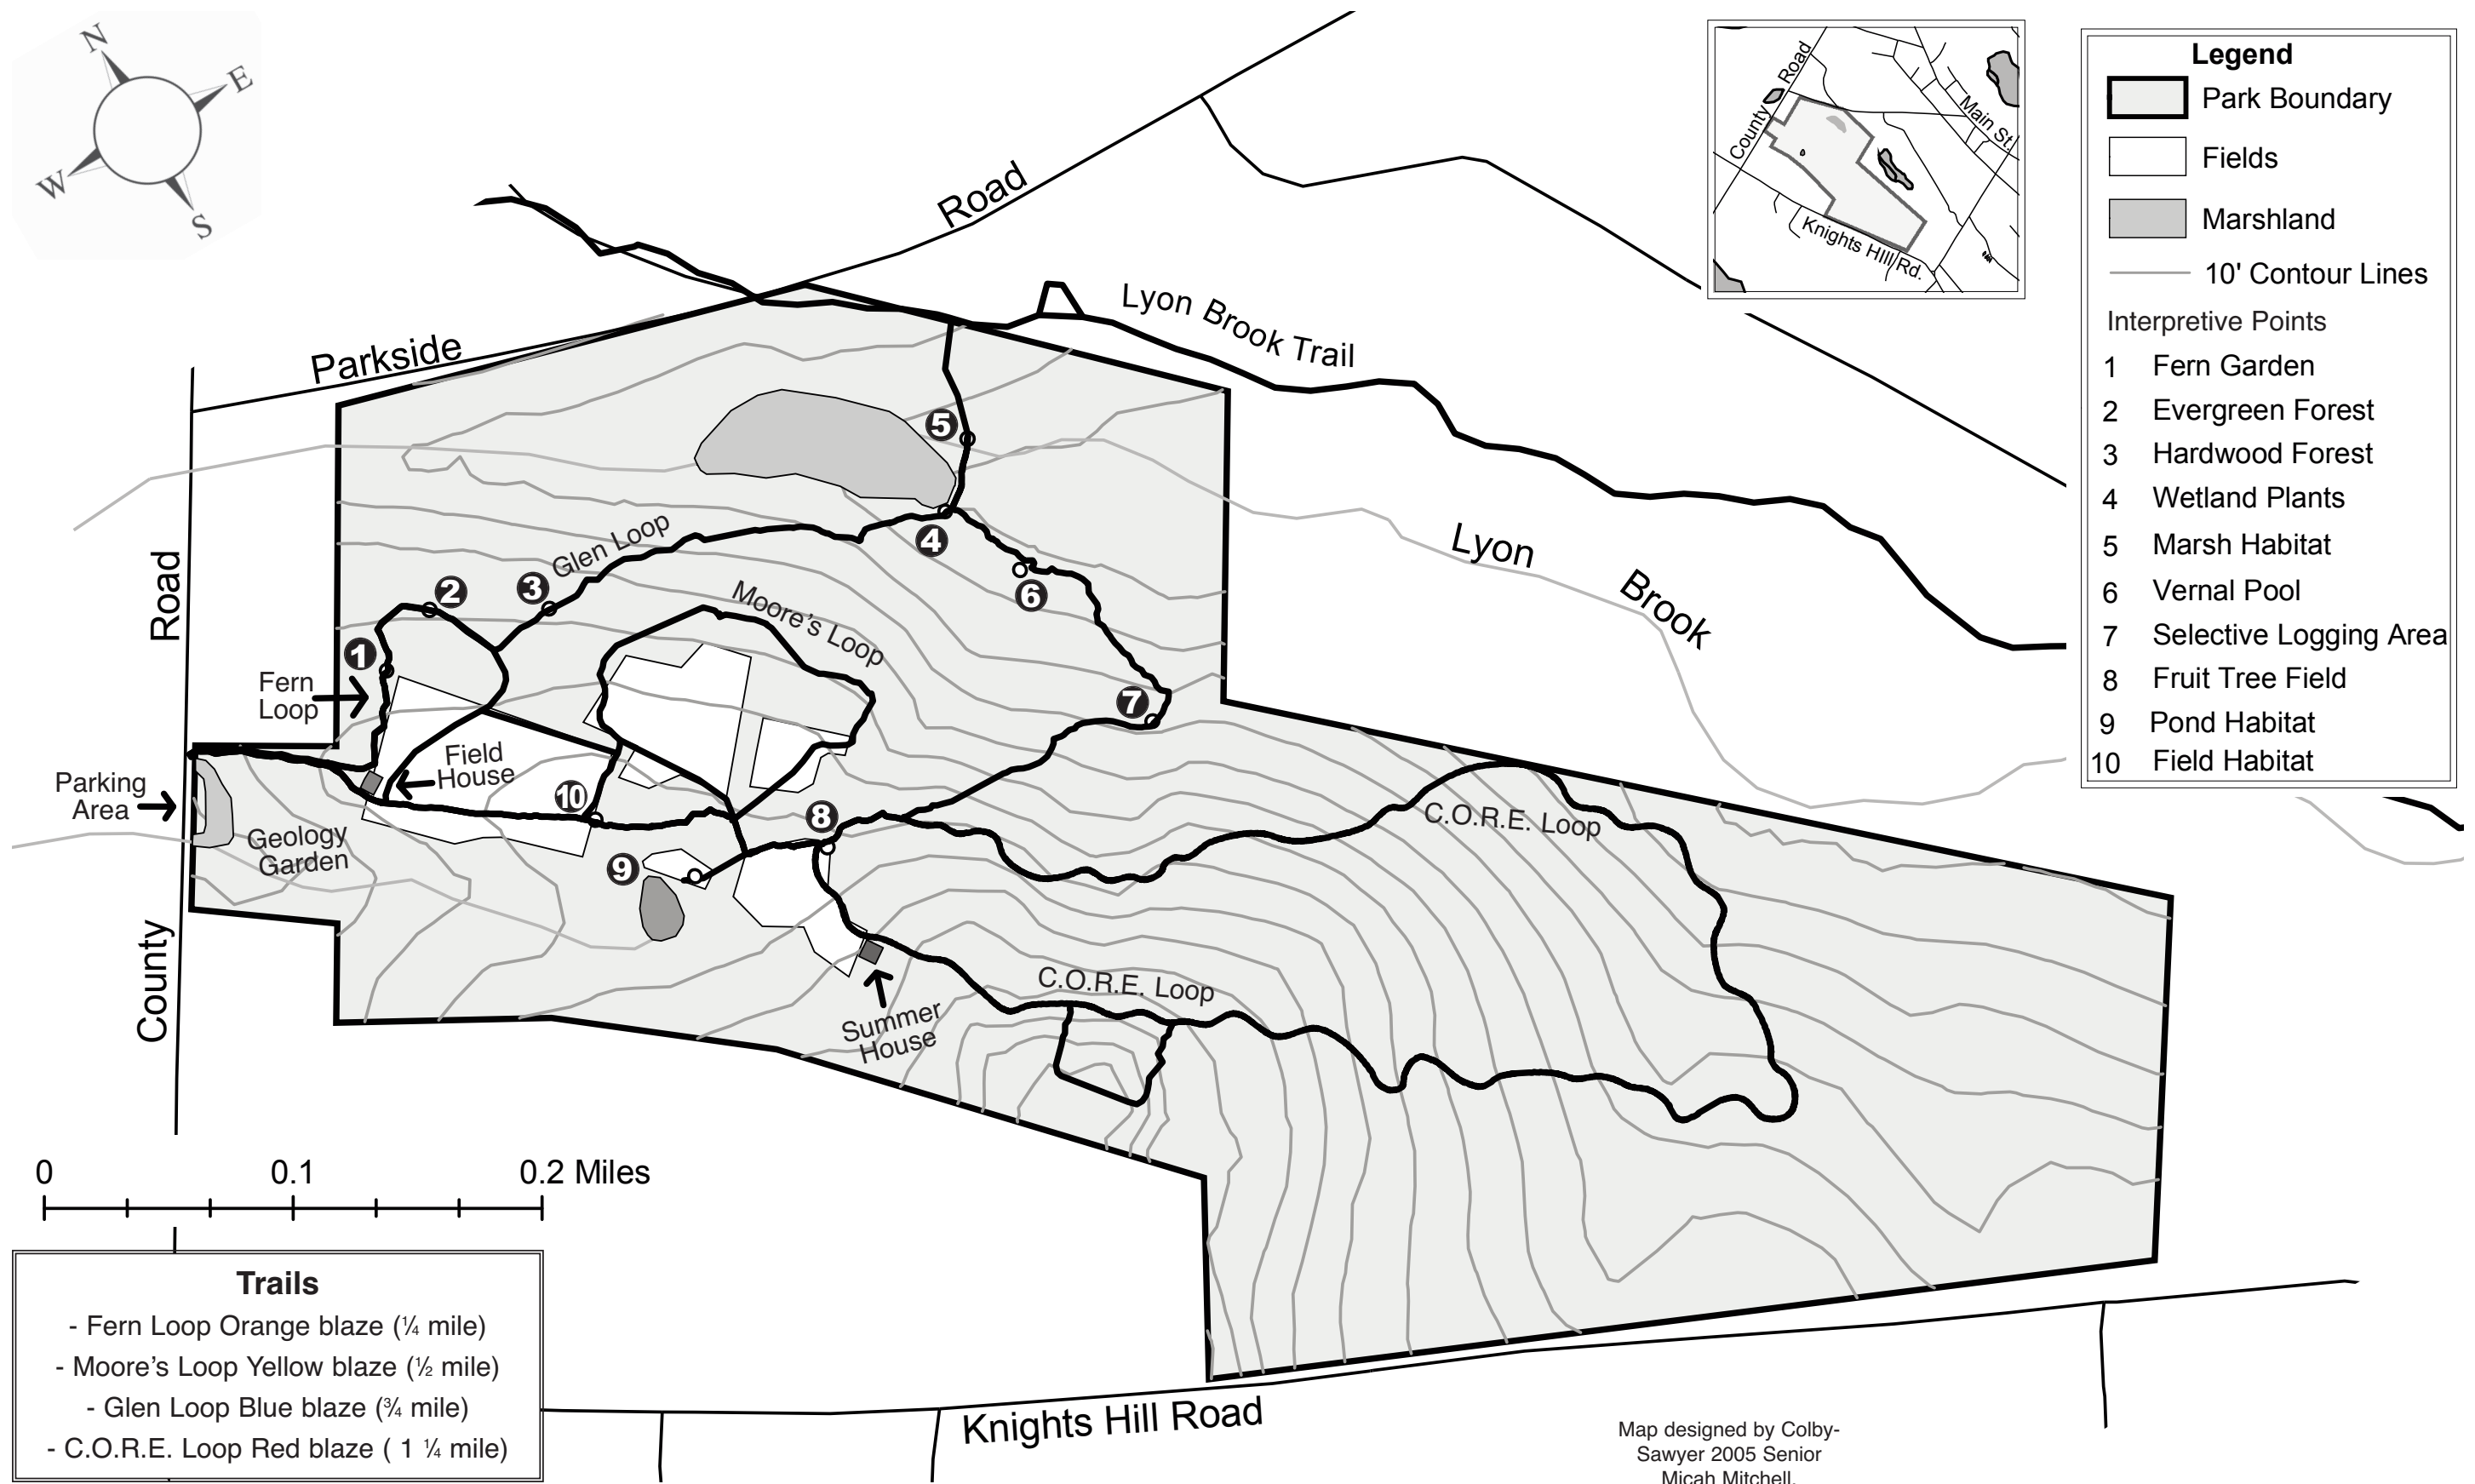 N
E
W
S
Road
Parkside
Lyon Brook Trail
Lyon
Brook
Road
County
Glen Loop
Moore's Loop
Fern
Loop
Field
House
Parking
Area
Geology
Garden
Summer
House
C.O.R.E. Loop
C.O.R.E. Loop
1
2
3
4
5
6
7
8
9
10
Knights Hill Road
County Road
Main St.
Knights Hill Rd.
Legend
Park Boundary
Fields
Marshland
10' Contour Lines
Interpretive Points
1 Fern Garden
2 Evergreen Forest
3 Hardwood Forest
4 Wetland Plants
5 Marsh Habitat
6 Vernal Pool
7 Selective Logging Area
8 Fruit Tree Field
9 Pond Habitat
10 Field Habitat
0 0.1 0.2 Miles
Trails
- Fern Loop Orange blaze (¼ mile)
- Moore's Loop Yellow blaze (½ mile)
- Glen Loop Blue blaze (¾ mile)
- C.O.R.E. Loop Red blaze ( 1 ¼ mile)
Map designed by Colby-
Sawyer 2005 Senior
Micah Mitchell.